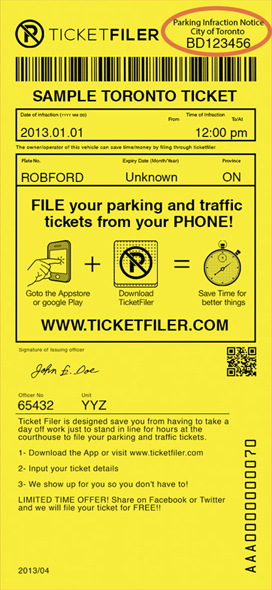 TICKETFILER
Parking Infraction Notice
City of Toronto
BD123456
SAMPLE TORONTO TICKET
Date of Infraction (YYYY MM DD)
From
Time of Infraction
To/At
2013.01.01
12:00 pm
The owner/operator of this vehicle can save time/money by filing through ticketfiler.
Plate No.
Expiry Date (Month/Year)
Province
ROBFORD
Unknown
ON
FILE your parking and traffic
tickets from your PHONE!
+
P
=
Goto the Appstore
or google Play
Download
TicketFiler
Save Time for
better things
WWW.TICKETFILER.COM
Signature of issuing officer
John E. Doe
Officer No
Unit
65432
YYZ
Ticket Filer is designed save you from having to take a
day off work just to stand in line for hours at the
courthouse to file your parking and traffic tickets.
1- Download the App or visit www.ticketfiler.com
2- Input your ticket details
3- We show up for you so you don't have to!
LIMITED TIME OFFER! Share on Facebook or Twitter
and we will file your ticket for FREE!!
AAA0000000070
2013/04